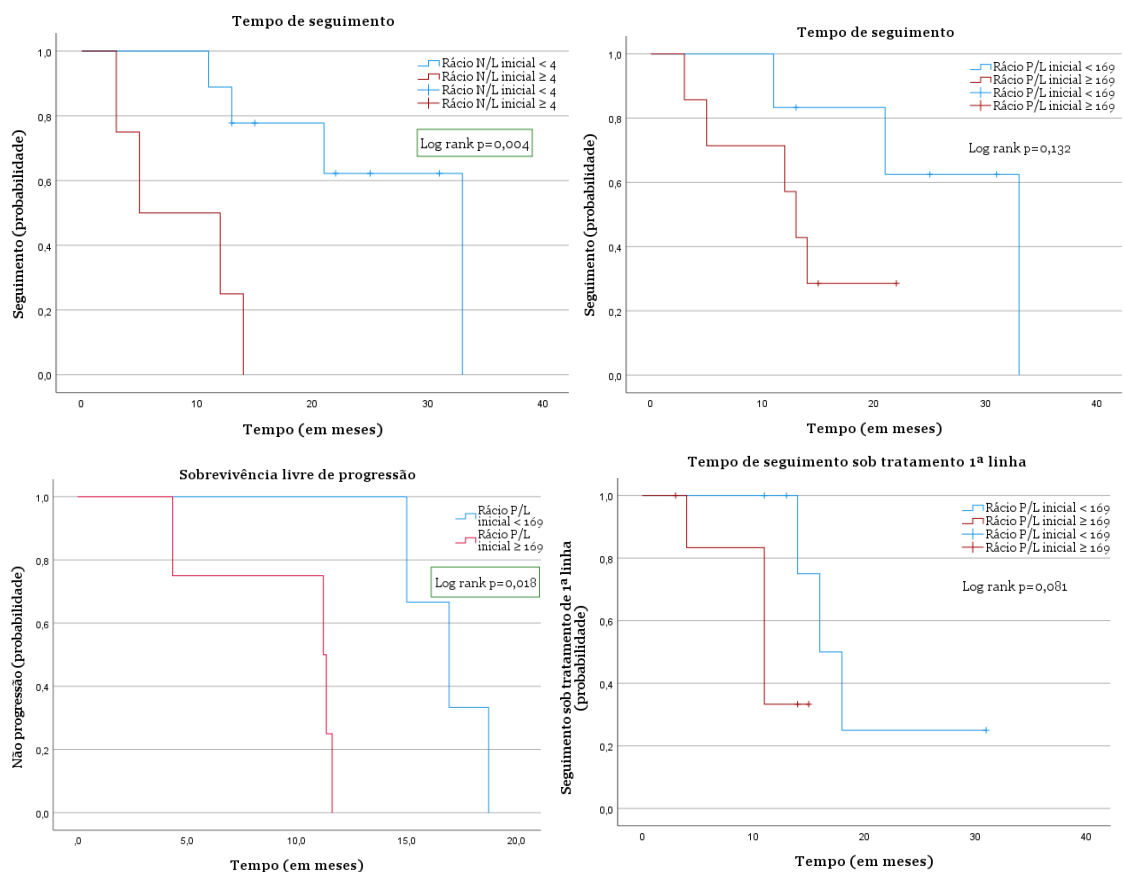 Tempo de seguimento
Seguimento (probabilidade)
1,0
0,8
0,6
0,4
0,2
0,0
Rácio N/L inicial < 4
Rácio N/L inicial ≥ 4
Rácio N/L inicial < 4
Rácio N/L inicial ≥ 4
Log rank p=0,004
0
10
20
30
40
Tempo (em meses)
Tempo de seguimento
Seguimento (probabilidade)
1,0
0,8
0,6
0,4
0,2
0,0
Rácio P/L inicial < 169
Rácio P/L inicial ≥ 169
Rácio P/L inicial < 169
Rácio P/L inicial ≥ 169
Log rank p=0,132
0
10
20
30
40
Tempo (em meses)
Sobrevivência livre de progressão
Não progressão (probabilidade)
1,0
0,8
0,6
0,4
0,2
0,0
Rácio P/L
inicial < 169
Rácio P/L
inicial ≥ 169
Log rank p=0,018
,0
5,0
10,0
15,0
20,0
Tempo (em meses)
Tempo de seguimento sob tratamento 1ª linha
Seguimento sob tratamento de 1ª linha
(probabilidade)
1,0
0,8
0,6
0,4
0,2
0,0
Rácio P/L inicial < 169
Rácio P/L inicial ≥ 169
Rácio P/L inicial < 169
Rácio P/L inicial ≥ 169
Log rank p=0,081
0
10
20
30
40
Tempo (em meses)